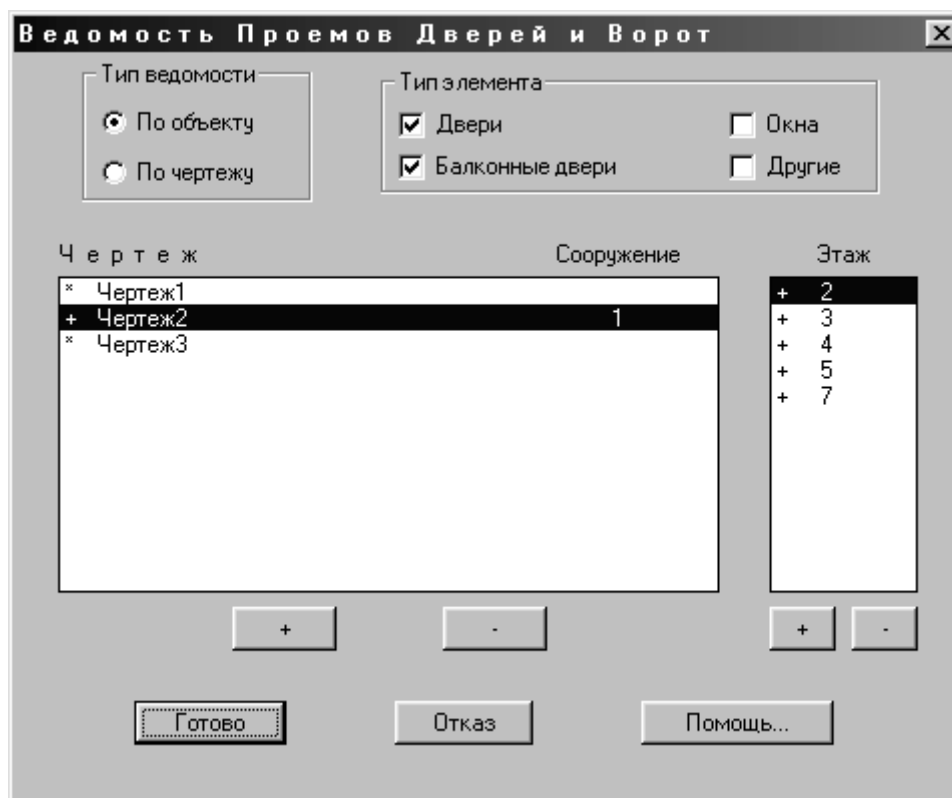 Ведомость Проемов Дверей и Ворот
Тип ведомости
По объекту
По чертежу
Тип элемента
Двери
Окна
Балконные двери
Другие
Чертеж Сооружение Этаж
* Чертеж1
+ Чертеж2 1
* Чертеж3
+ 2
+ 3
+ 4
+ 5
+ 7
+ -
+ -
Готово Отказ Помощь...